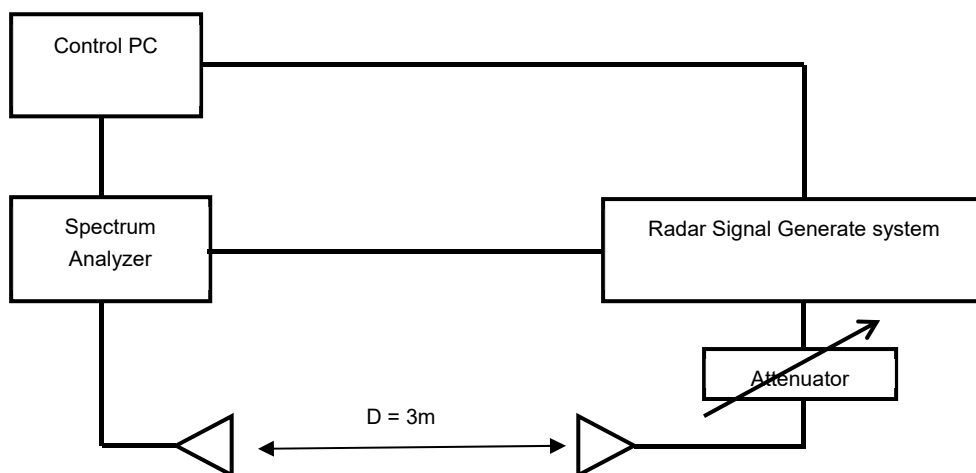 Control PC
Spectrum
Analyzer
Radar Signal Generate system
Attenuator
D = 3m